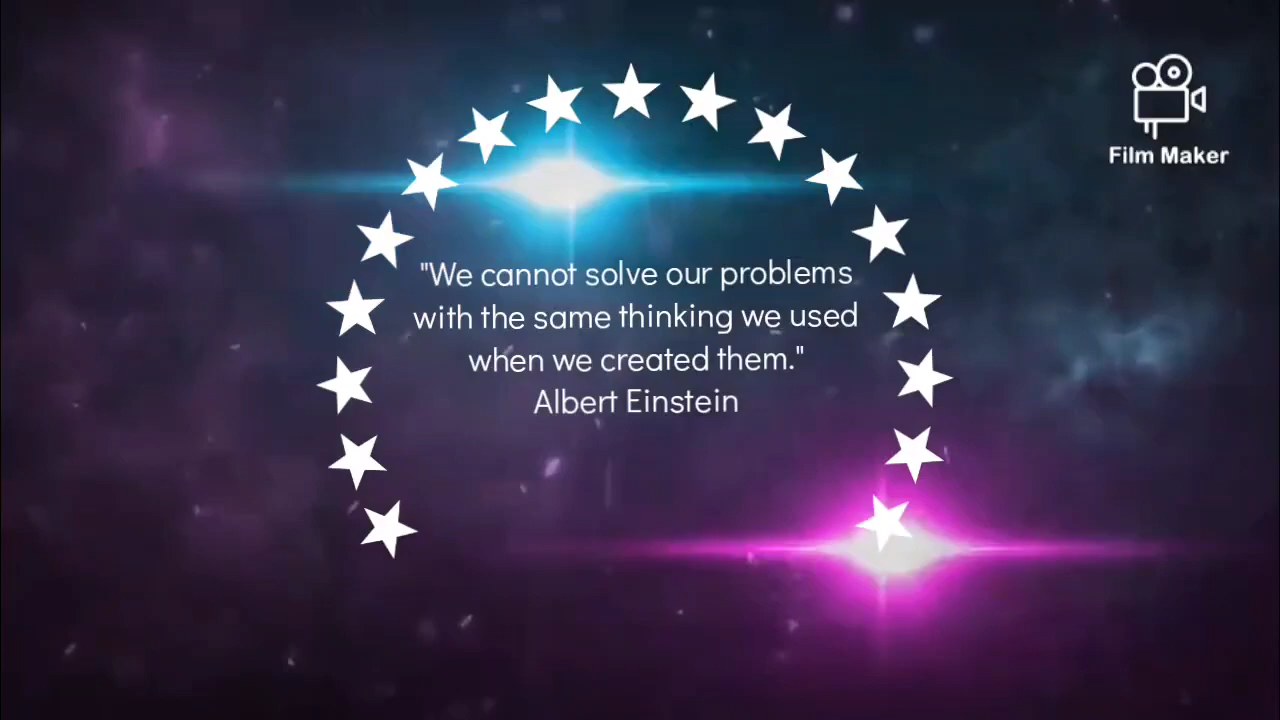 Film Maker
"We cannot solve our problems
with the same thinking we used
when we created them."
Albert Einstein